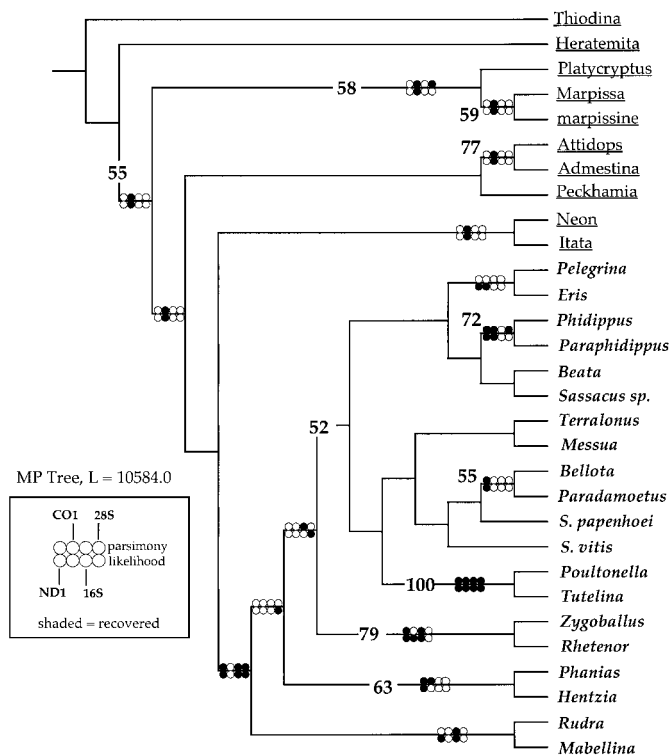 Thiodina
Heratemita
Platycryptus
58
Marpissa
59
marpissine
Attidops
77
Admestina
55
Peckhamia
Neon
Itata
Pelegrina
Eris
Phidippus
72
Paraphidippus
Beata
Sassacus sp.
Terralonus
52
Messua
Bellota
55
Paradamoetus
S. papenhoei
S. vitis
Poultonella
100
Tutelina
Zygoballus
79
Rhetenor
Phanias
63
Hentzia
Rudra
Mabellina
MP Tree, L = 10584.0
CO1 28S
parsimony
likelihood
ND1 16S
shaded = recovered